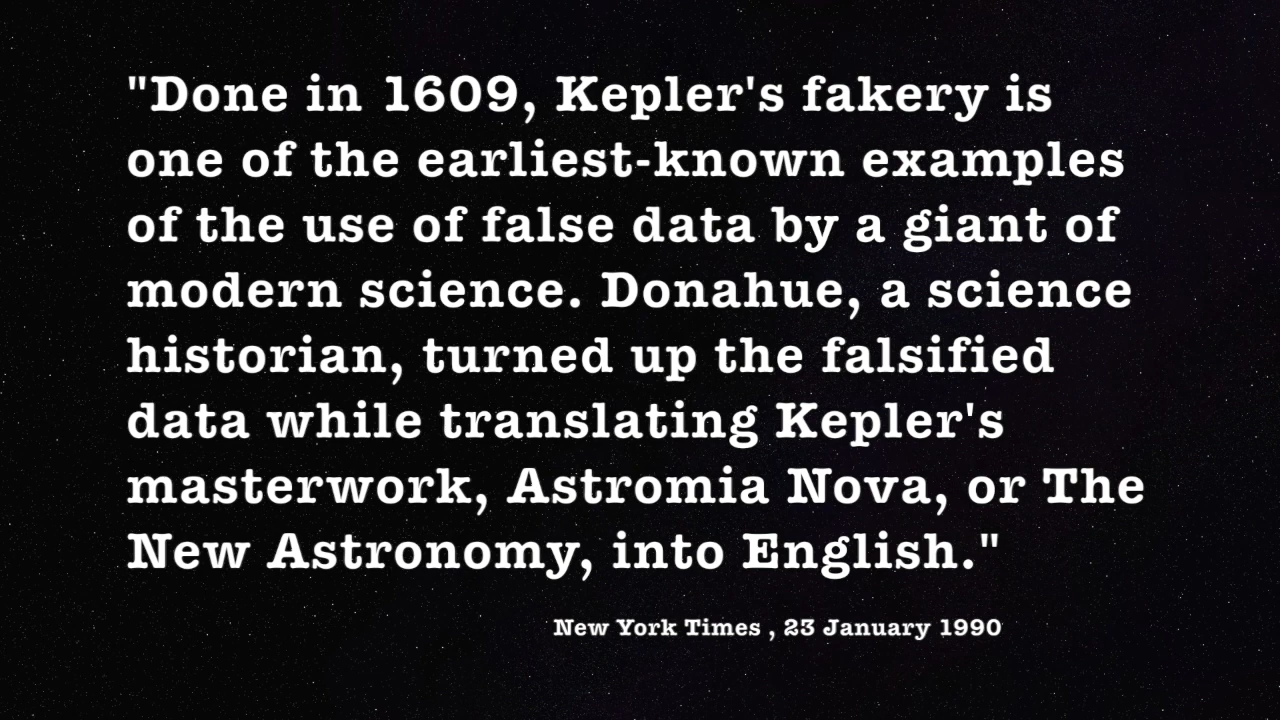 "Done in 1609, Kepler's fakery is
one of the earliest-known examples
of the use of false data by a giant of
modern science. Donahue, a science
historian, turned up the falsified
data while translating Kepler's
masterwork, Astromia Nova, or The
New Astronomy, into English."
New York Times , 23 January 1990